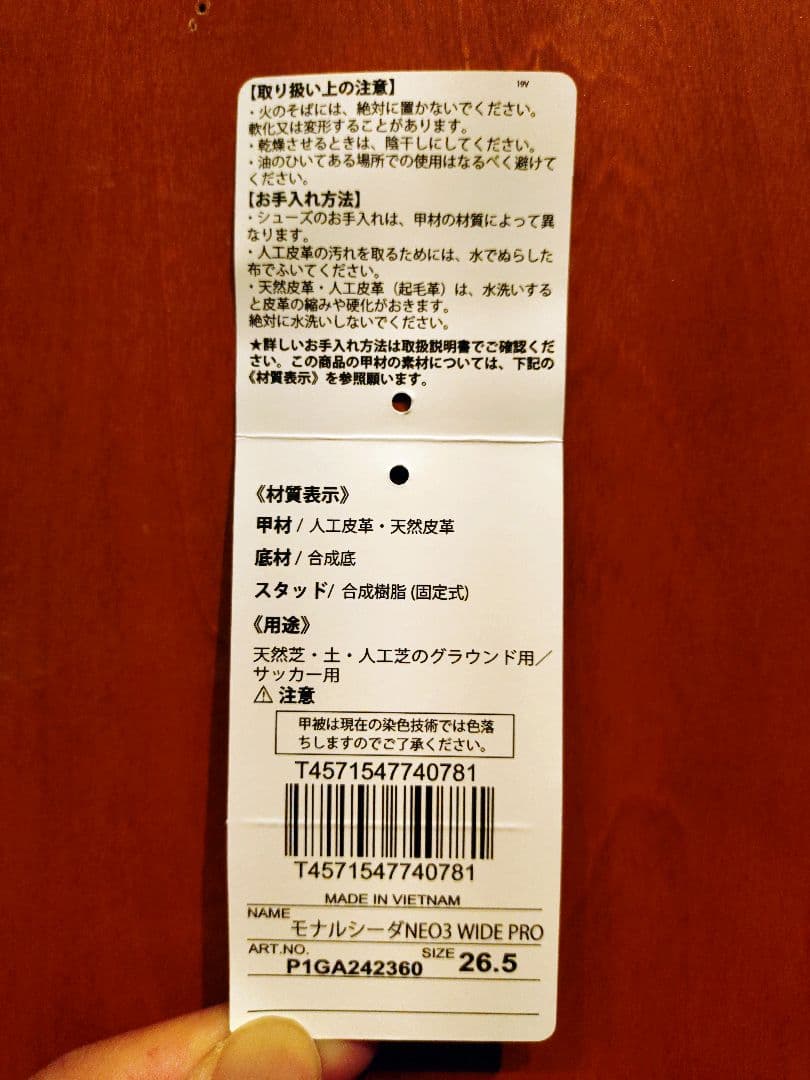 【取り扱い上の注意】
19V
・火のそばには、絶対に置かないでください。
軟化又は変形することがあります。
・乾燥させるときは、陰干しにしてください。
・油のひいてある場所での使用はなるべく避けて
ください。
【お手入れ方法】
・シューズのお手入れは、甲材の材質によって異
なります。
・人工皮革の汚れを取るためには、水でぬらした
布でふいてください。
・天然皮革・人工皮革（起毛革）は、水洗いする
と皮革の縮みや硬化がおきます。
絶対に水洗いしないでください。
★詳しいお手入れ方法は取扱説明書でご確認くだ
さい。この商品の甲材の素材については、下記の
《材質表示》を参照願います。
《材質表示》
甲材 / 人工皮革・天然皮革
底材 / 合成底
スタッド/ 合成樹脂 (固定式)
《用途》
天然芝・土・人工芝のグラウンド用／
サッカー用
⚠ 注意
甲被は現在の染色技術では色落
ちしますのでご了承ください。
T4571547740781
T4571547740781
MADE IN VIETNAM
NAME モナルシーダNEO3 WIDE PRO
ART.NO. P1GA242360 SIZE 26.5